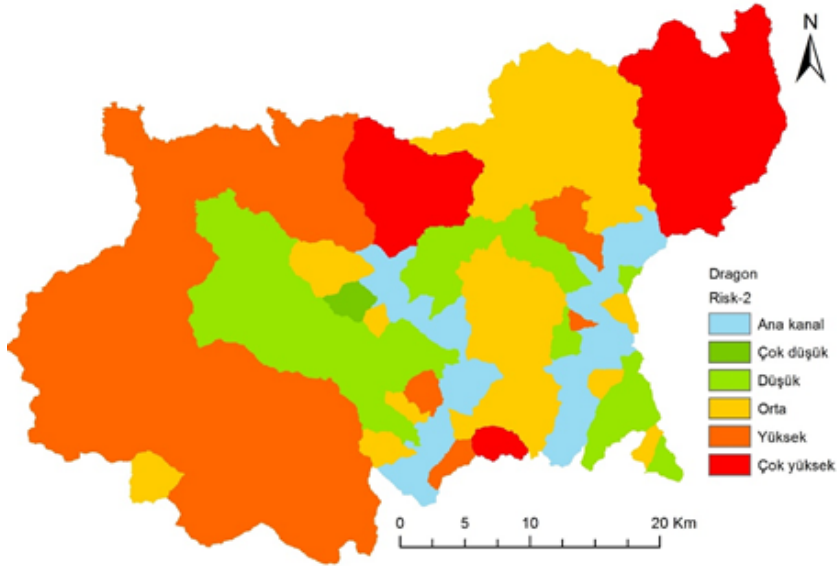 N
Dragon
Risk-2
Ana kanal
Çok düşük
Düşük
Orta
Yüksek
Çok yüksek
0 5 10 20 Km